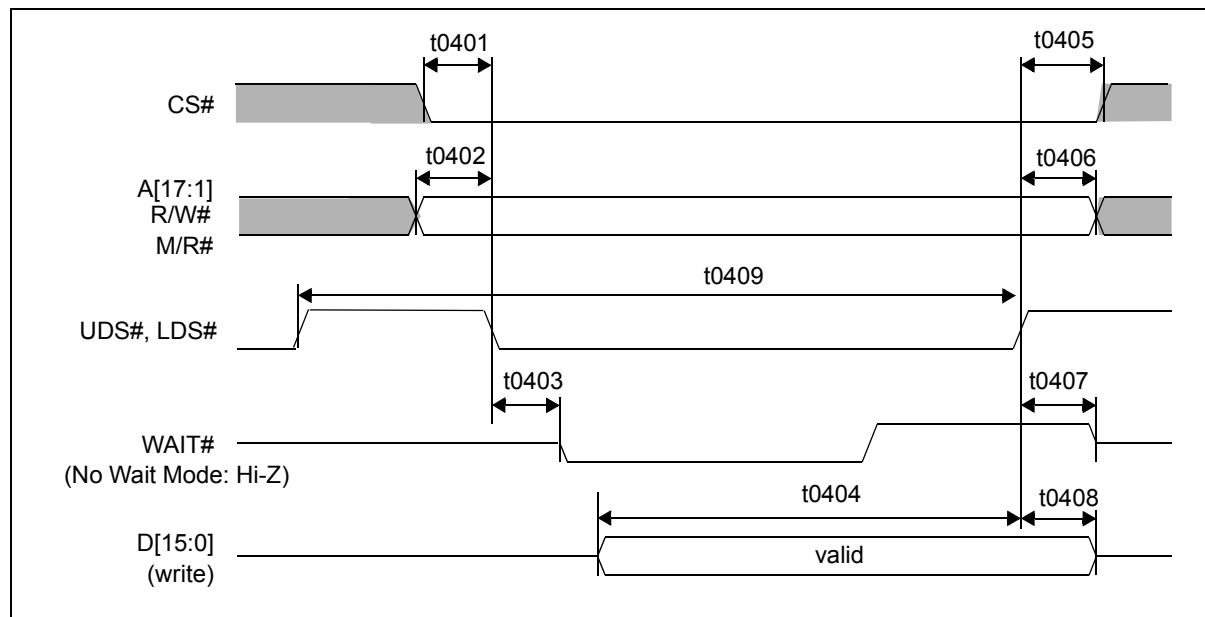 t0401
t0405
CS#
t0402
t0406
A[17:1]
R/W#
M/R#
t0409
UDS#, LDS#
t0403
t0407
WAIT#
(No Wait Mode: Hi-Z)
t0404
t0408
D[15:0]
(write)
valid